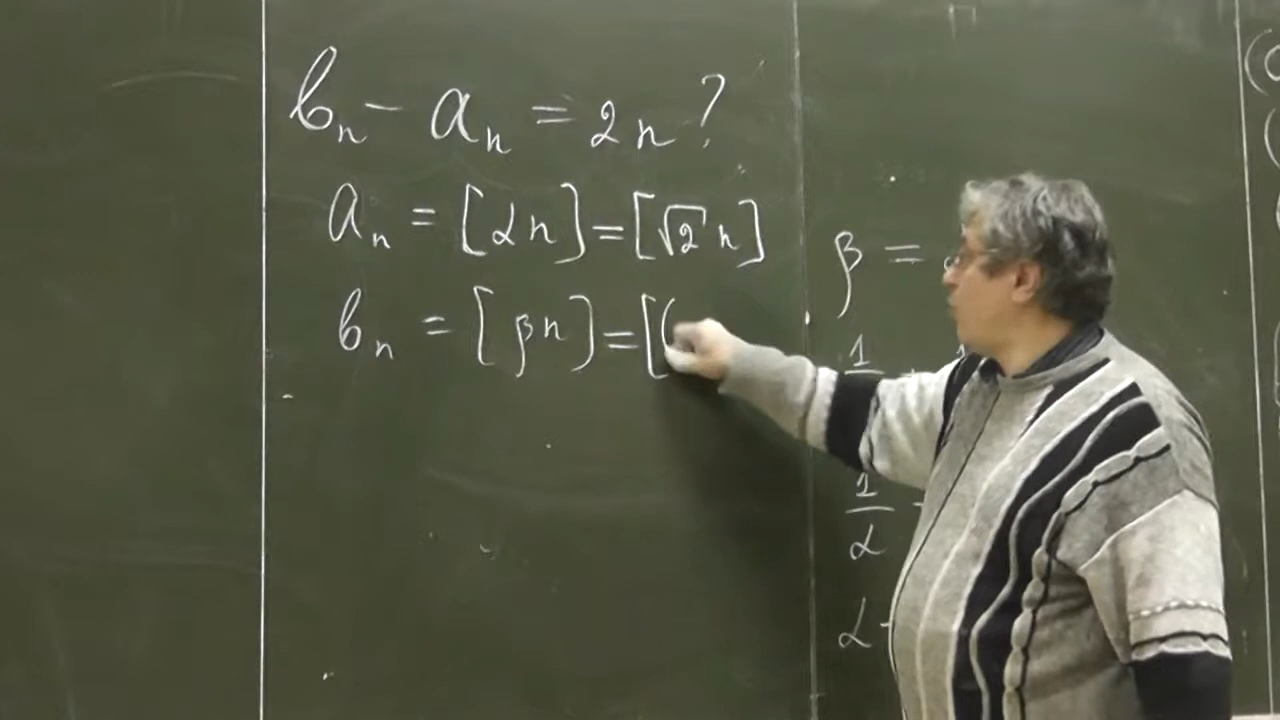 bₙ - aₙ = 2n?
aₙ = [αn] = [√2 n]
bₙ = [βn] = [(
β =
1
1
α
α